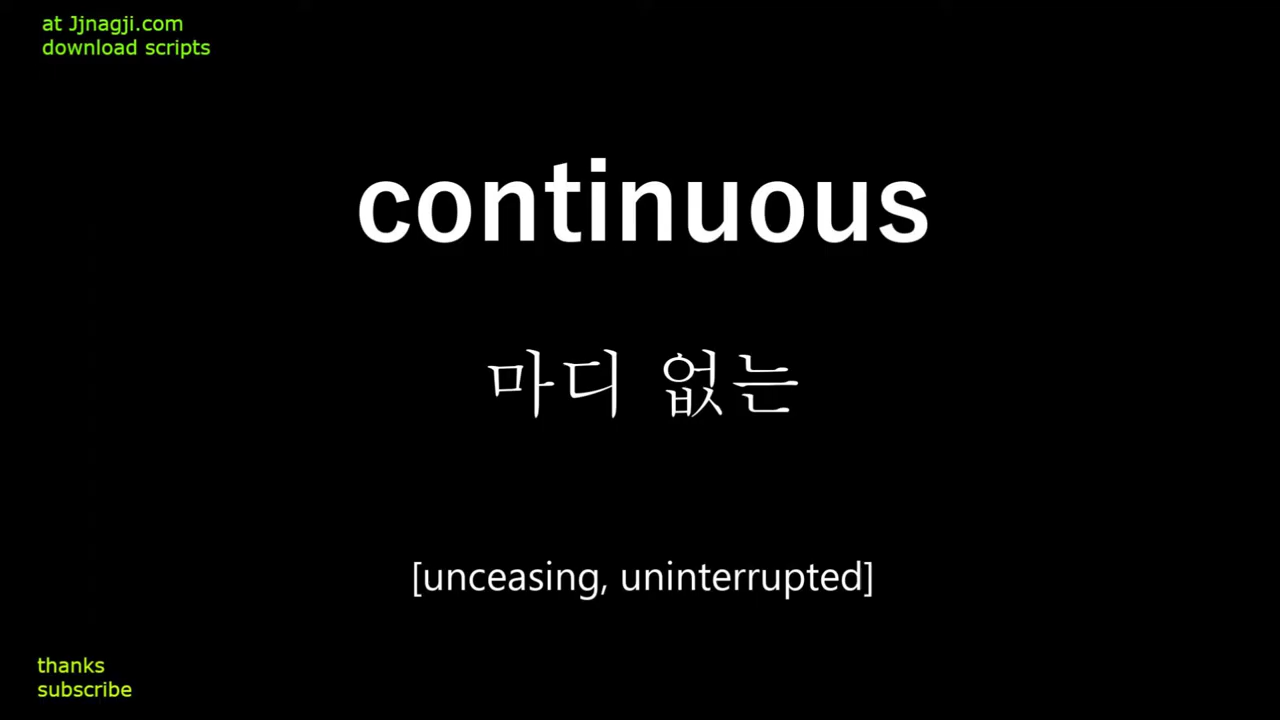 at Jjnagji.com
download scripts
continuous
마디 없는
[unceasing, uninterrupted]
thanks
subscribe